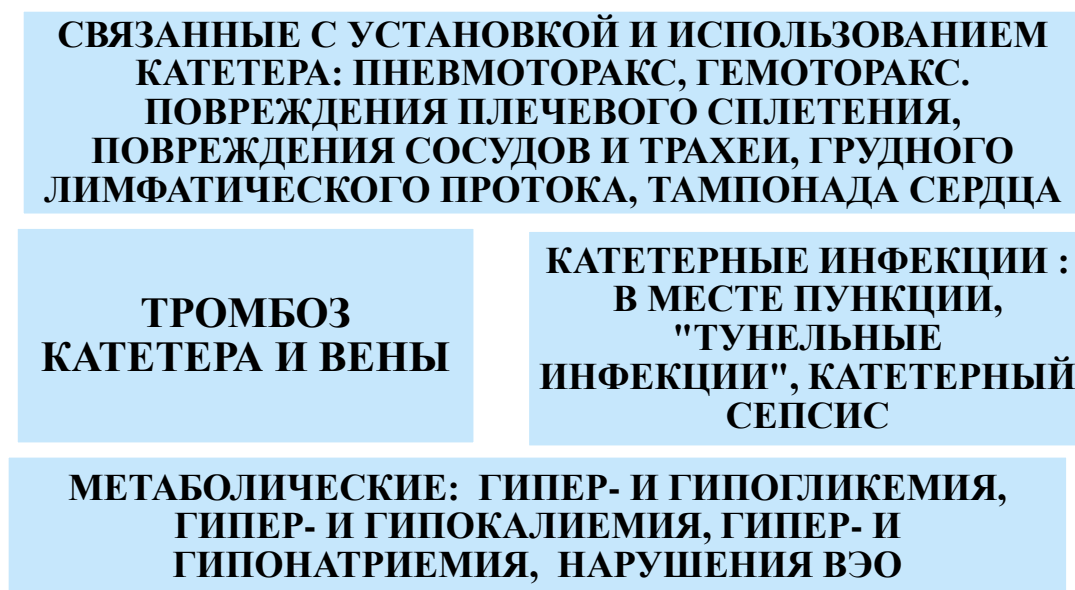 СВЯЗАННЫЕ С УСТАНОВКОЙ И ИСПОЛЬЗОВАНИЕМ
КАТЕТЕРА: ПНЕВМОТОРАКС, ГЕМОТОРАКС.
ПОВРЕЖДЕНИЯ ПЛЕЧЕВОГО СПЛЕТЕНИЯ,
ПОВРЕЖДЕНИЯ СОСУДОВ И ТРАХЕИ, ГРУДНОГО
ЛИМФАТИЧЕСКОГО ПРОТОКА, ТАМПОНАДА СЕРДЦА
ТРОМБОЗ
КАТЕТЕРА И ВЕНЫ
КАТЕТЕРНЫЕ ИНФЕКЦИИ :
В МЕСТЕ ПУНКЦИИ,
"ТУНЕЛЬНЫЕ
ИНФЕКЦИИ", КАТЕТЕРНЫЙ
СЕПСИС
МЕТАБОЛИЧЕСКИЕ: ГИПЕР- И ГИПОГЛИКЕМИЯ,
ГИПЕР- И ГИПОКАЛИЕМИЯ, ГИПЕР- И
ГИПОНАТРИЕМИЯ, НАРУШЕНИЯ ВЭО